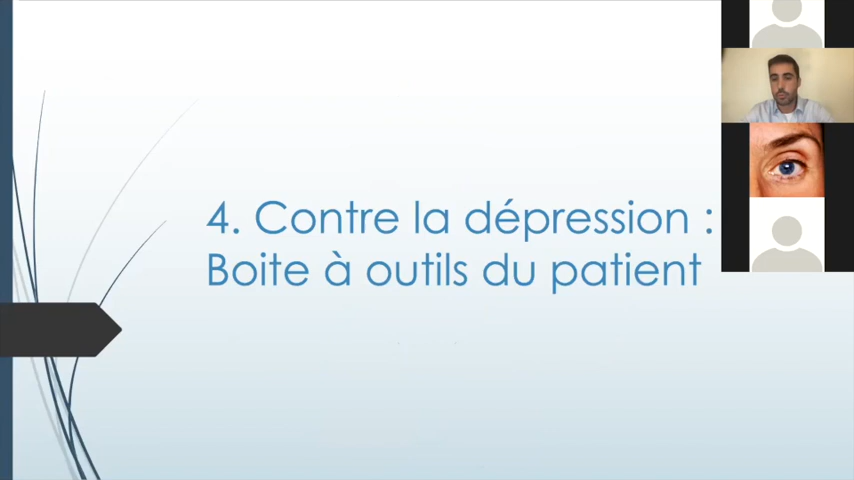 4. Contre la dépression :
Boite à outils du patient